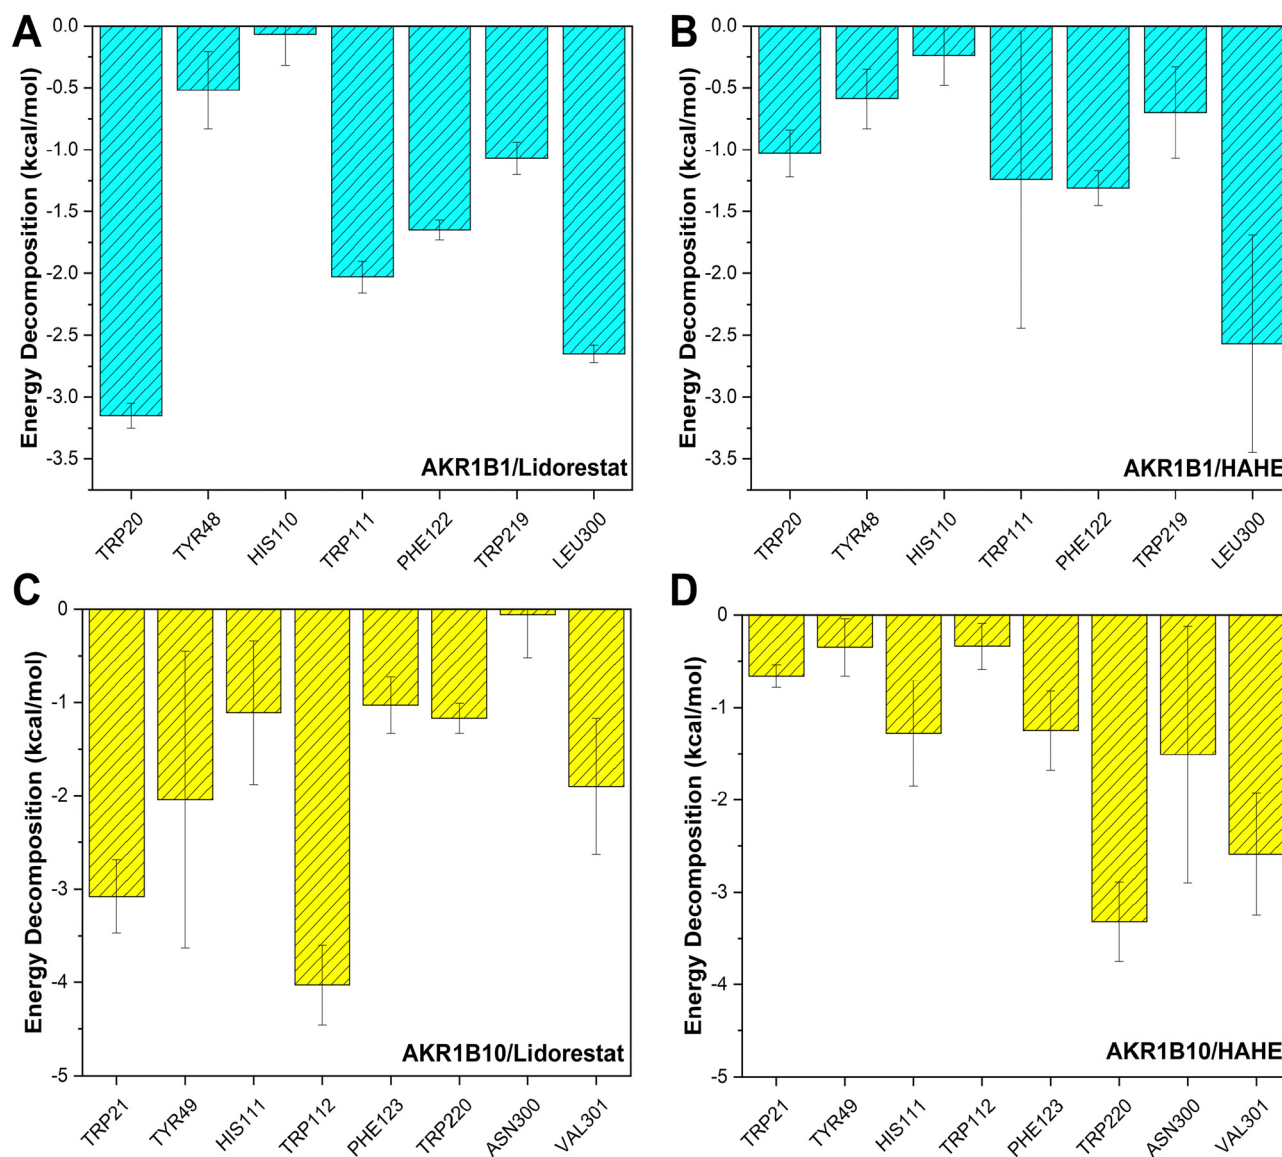 A
Energy Decomposition (kcal/mol)
0.0
-0.5
-1.0
-1.5
-2.0
-2.5
-3.0
-3.5
AKR1B1/Lidorestat
TRP20
TYR48
HIS110
TRP111
PHE122
TRP219
LEU300
B
Energy Decomposition (kcal/mol)
0.0
-0.5
-1.0
-1.5
-2.0
-2.5
-3.0
-3.5
AKR1B1/HAHE
TRP20
TYR48
HIS110
TRP111
PHE122
TRP219
LEU300
C
Energy Decomposition (kcal/mol)
0
-1
-2
-3
-4
-5
AKR1B10/Lidorestat
TRP21
TYR49
HIS111
TRP112
PHE123
TRP220
ASN300
VAL301
D
Energy Decomposition (kcal/mol)
0
-1
-2
-3
-4
-5
AKR1B10/HAHE
TRP21
TYR49
HIS111
TRP112
PHE123
TRP220
ASN300
VAL301